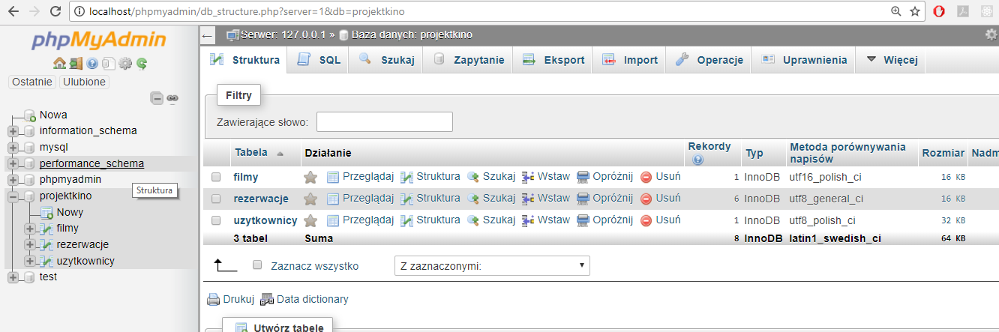 localhost/phpmyadmin/db_structure.php?server=1&db=projektkino
phpMyAdmin
Ostatnie Ulubione
Nowa
information_schema
mysql
performance_schema
phpmyadmin
Struktura
projektkino
Nowy
filmy
rezerwacje
uzytkownicy
test
Serwer: 127.0.0.1 » Baza danych: projektkino
Struktura SQL Szukaj Zapytanie Eksport Import Operacje Uprawnienia Więcej
Filtry
Zawierające słowo:
Tabela Działanie Rekordy Typ Metoda porównywania napisów Rozmiar Nadm
filmy Przeglądaj Struktura Szukaj Wstaw Opróżnij Usuń 1 InnoDB utf16_polish_ci 16 KB
rezerwacje Przeglądaj Struktura Szukaj Wstaw Opróżnij Usuń 6 InnoDB utf8_general_ci 16 KB
uzytkownicy Przeglądaj Struktura Szukaj Wstaw Opróżnij Usuń 1 InnoDB utf8_polish_ci 32 KB
3 tabel Suma 8 InnoDB latin1_swedish_ci 64 KB
Zaznacz wszystko Z zaznaczonymi:
Drukuj Data dictionary
Utwórz tabelę